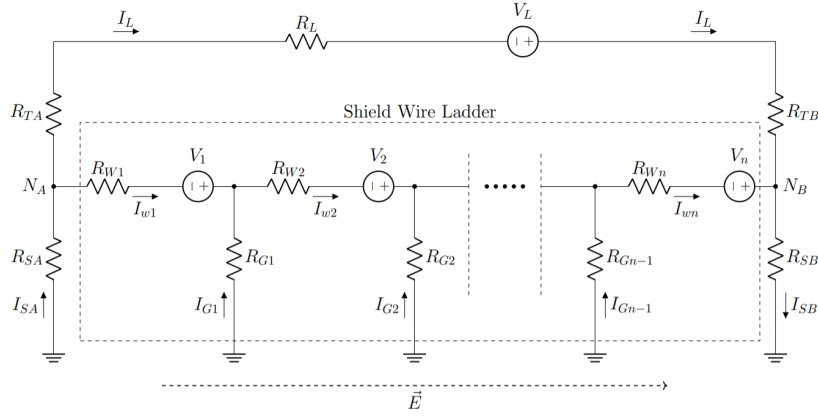 I_L R_L V_L I_L
R_TA R_TB
Shield Wire Ladder
N_A R_W1 V_1 R_W2 V_2 R_Wn V_n N_B
I_w1 I_w2 I_wn
R_SA R_G1 R_G2 R_Gn−1 R_SB
I_SA I_G1 I_G2 I_Gn−1 I_SB
E⃗